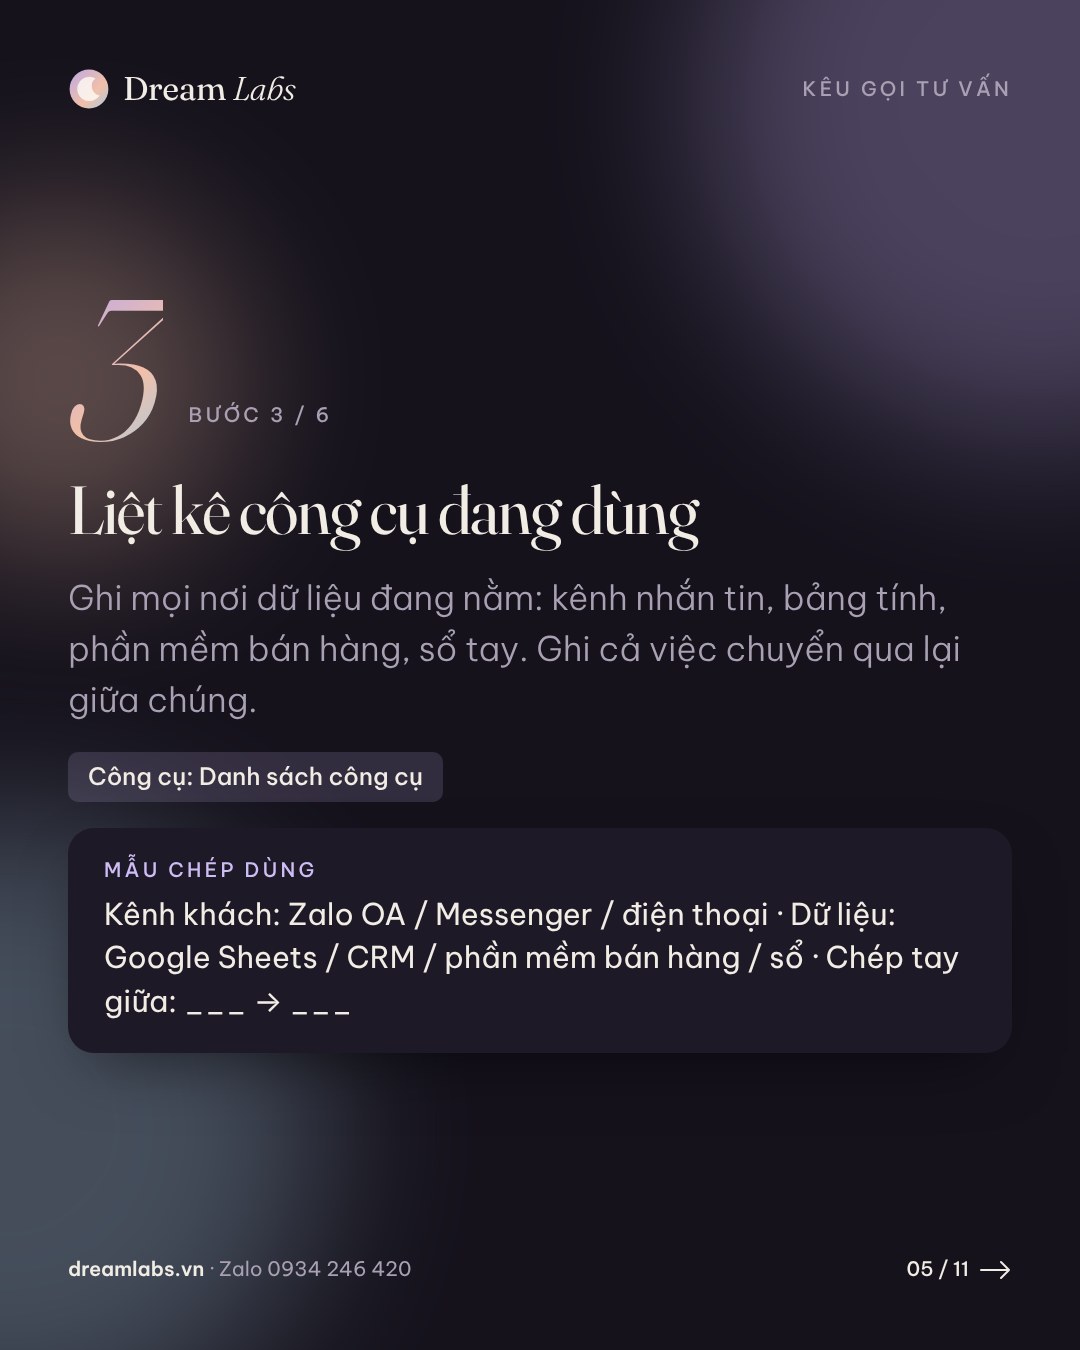 Dream Labs
KÊU GỌI TƯ VẤN
3
BƯỚC 3 / 6
Liệt kê công cụ đang dùng
Ghi mọi nơi dữ liệu đang nằm: kênh nhắn tin, bảng tính,
phần mềm bán hàng, sổ tay. Ghi cả việc chuyển qua lại
giữa chúng.
Công cụ: Danh sách công cụ
MẪU CHÉP DÙNG
Kênh khách: Zalo OA / Messenger / điện thoại · Dữ liệu:
Google Sheets / CRM / phần mềm bán hàng / sổ · Chép tay
giữa: ___ → ___
dreamlabs.vn · Zalo 0934 246 420
05 / 11 →